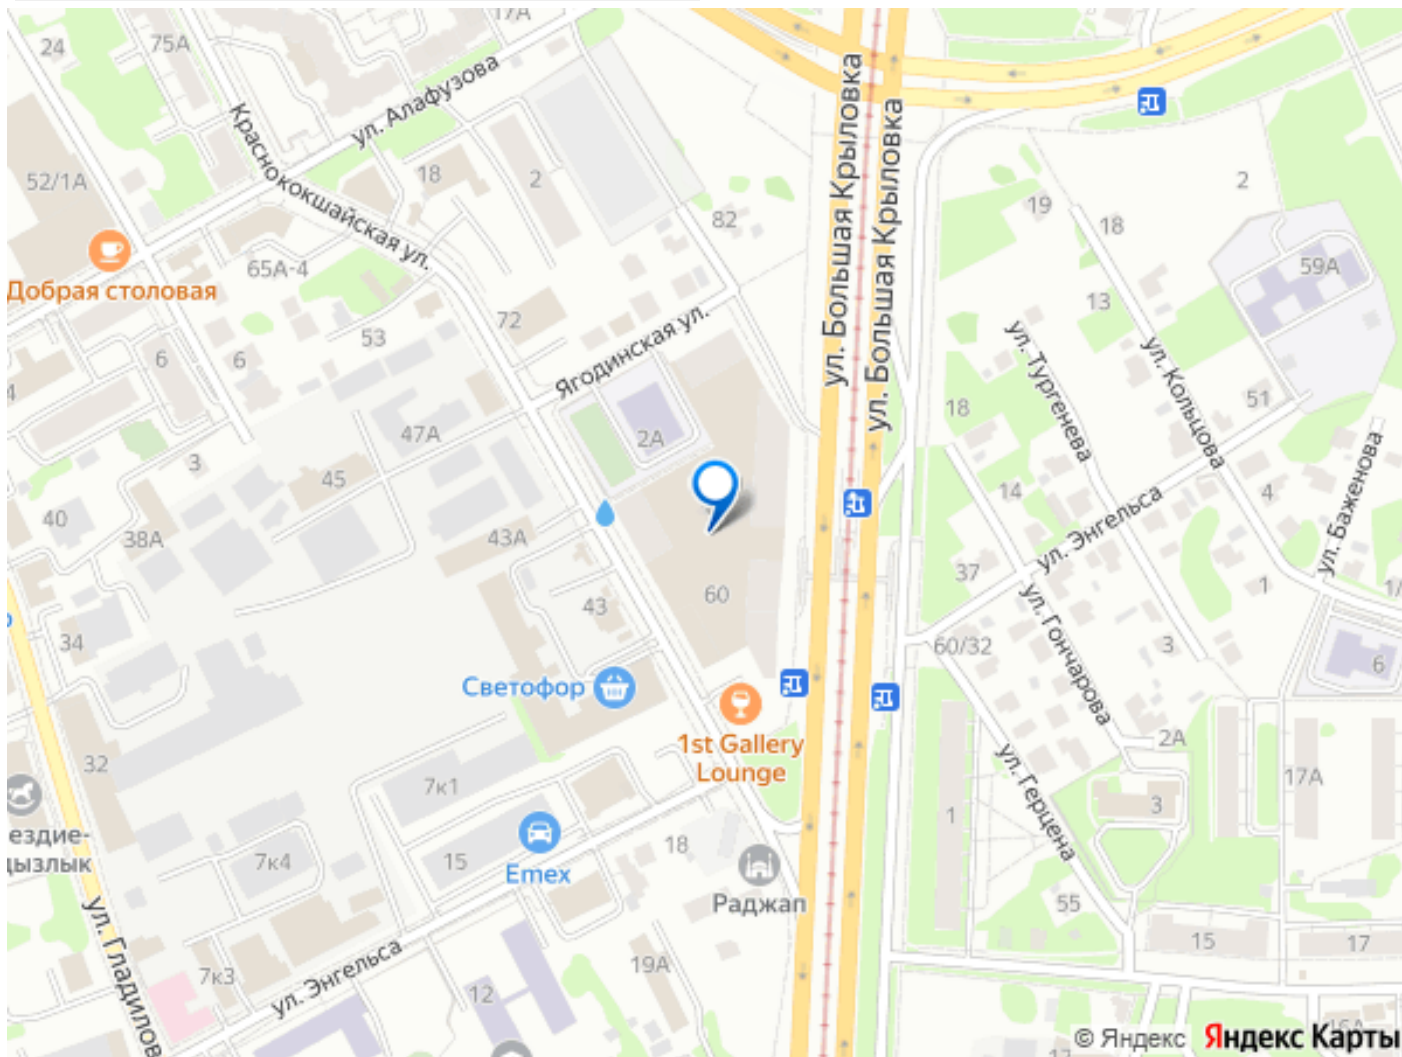 17А
24
75А
ул. Алафузова
Краснококшайская ул.
52/1А
18
2
ул. Большая Крыловка
ул. Большая Крыловка
2
19
18
82
59А
65А-4
Добрая столовая
13
53
72
6
6
4
Ягодинская ул.
ул. Тургенева
ул. Кольцова
51
18
47А
2А
3
45
14
4
ул. Баженова
ул. Энгельса
40
38А
43А
37
1
1/
60
43
34
ул. Гончарова
60/32
3
6
Светофор
1st Gallery
Lounge
2А
32
7к1
17А
ул. Герцена
3
1
ездие-
дызлык
7к4
15
Emex
18
Раджап
55
ул. Гладилов
15
17
19А
7к3
ул. Энгельса
12
16А
© Яндекс Яндекс Карты